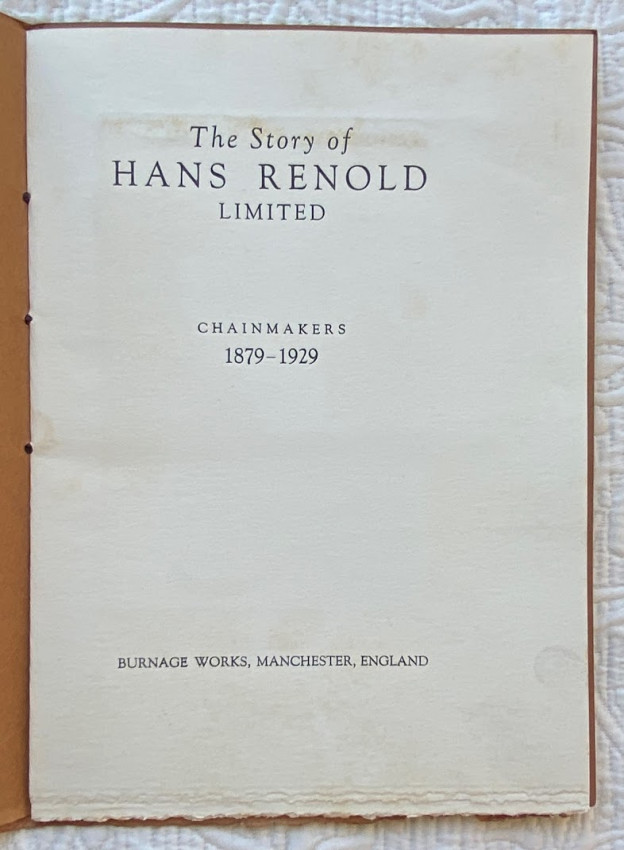 The Story of
HANS RENOLD
LIMITED
CHAINMAKERS
1879–1929
BURNAGE WORKS, MANCHESTER, ENGLAND